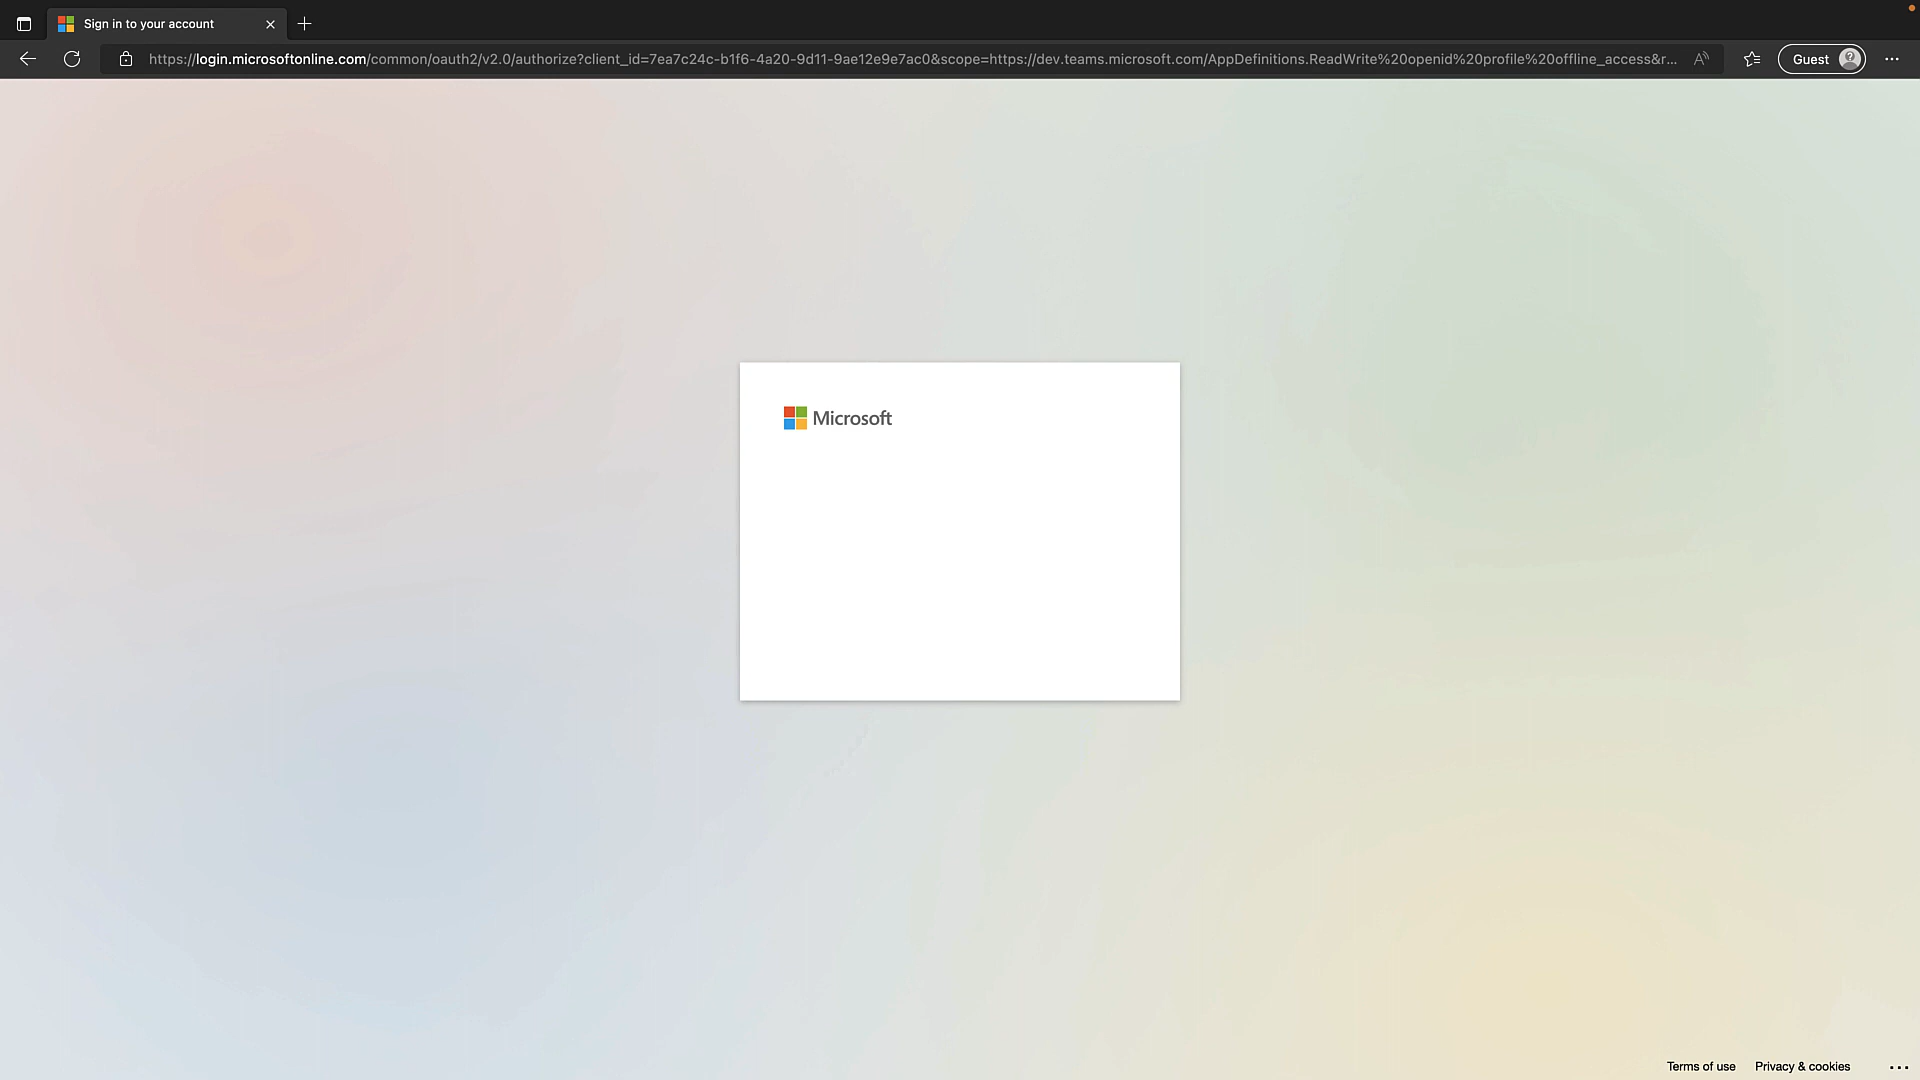 Sign in to your account
https://login.microsoftonline.com/common/oauth2/v2.0/authorize?client_id=7ea7c24c-b1f6-4a20-9d11-9ae12e9e7ac0&scope=https://dev.teams.microsoft.com/AppDefinitions.ReadWrite%20openid%20profile%20offline_access&r...
Guest
Microsoft
Terms of use Privacy & cookies